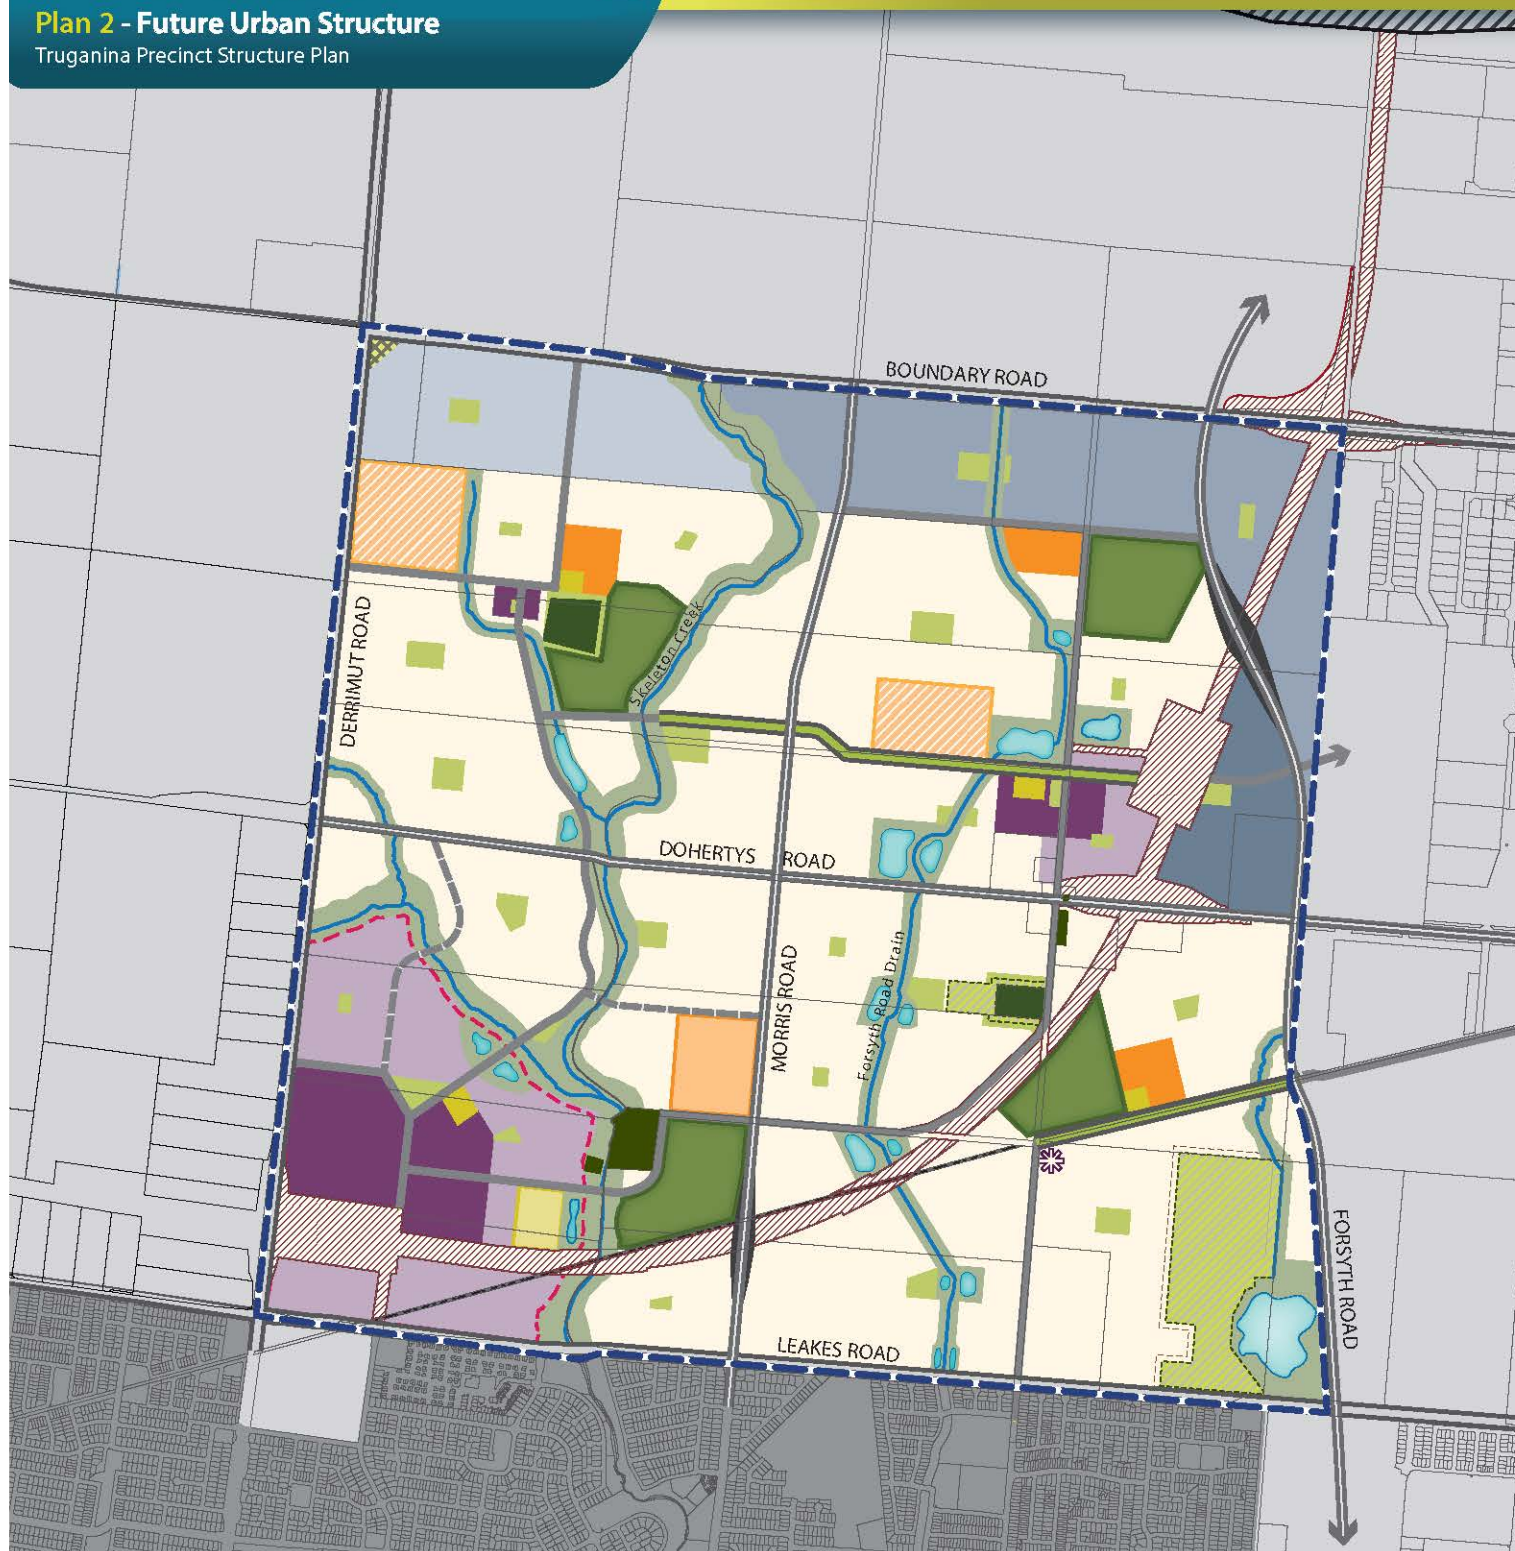 Plan 2 - Future Urban Structure
Truganina Precinct Structure Plan
BOUNDARY ROAD
DERRIMUT ROAD
Skeleton Creek
DOHERTYS ROAD
MORRIS ROAD
Forsyth Road Drain
FORSYTH ROAD
LEAKES ROAD